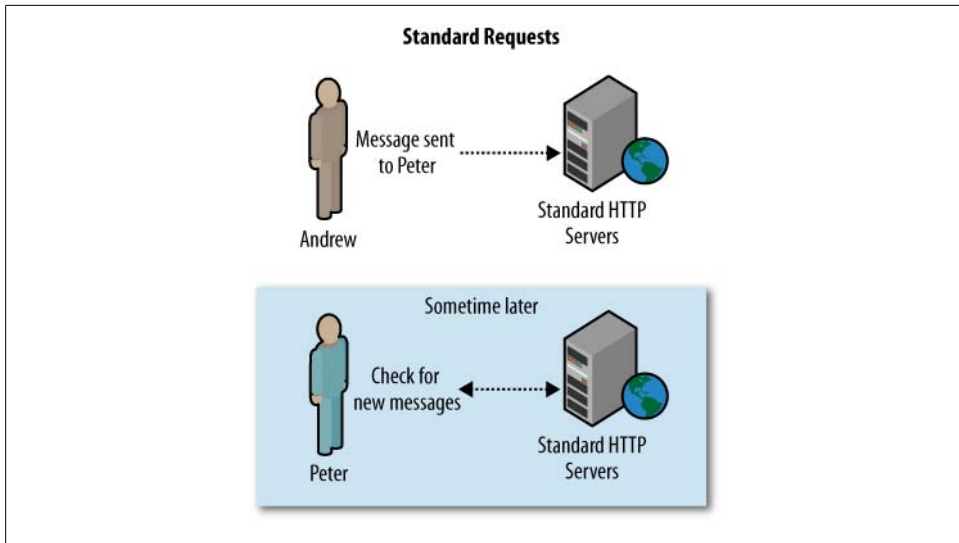 Standard Requests
Message sent
to Peter
Andrew
Standard HTTP
Servers
Sometime later
Check for
new messages
Peter
Standard HTTP
Servers